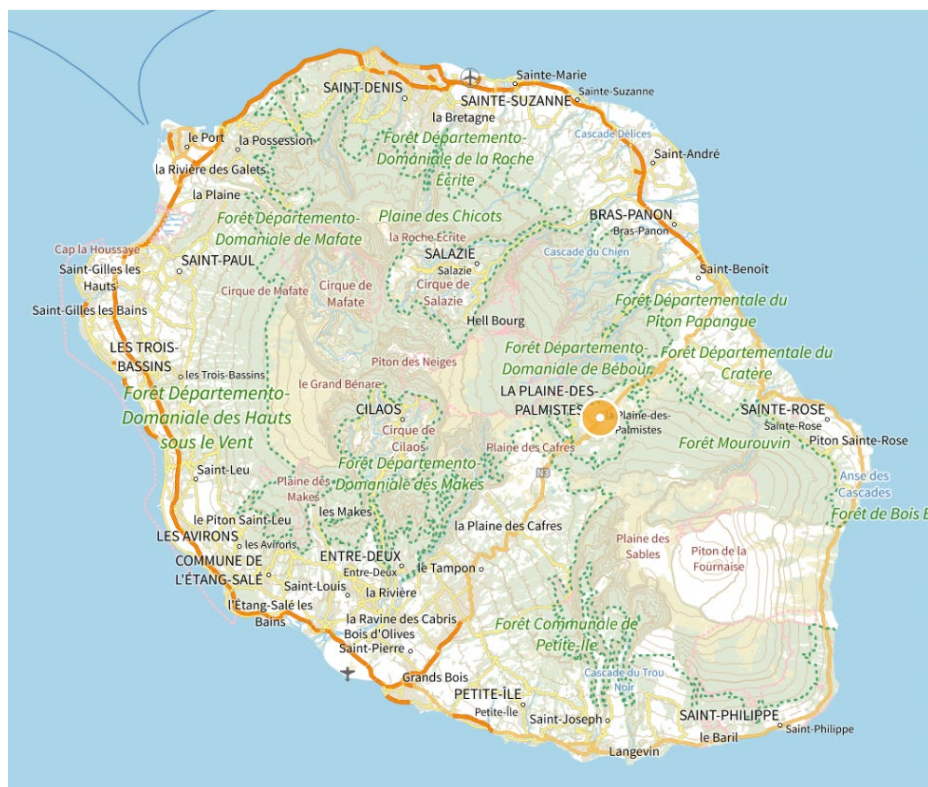 Sainte-Marie
SAINT-DENIS
SAINTE-SUZANNE
Sainte-Suzanne
la Bretagne
le Port
la Possession
Forêt Départemento-
Domaniale de la Roche
Écrite
Cascade Délices
Saint-André
la Rivière des Galets
la Plaine
Forêt Départemento-
Domaniale de Mafate
Plaine des Chicots
BRAS-PANON
Bras-Panon
la Roche Écrite
Cap la Houssaye
Saint-Gilles les
Hauts
SAINT-PAUL
SALAZIE
Salazie
Cascade du Chien
Saint-Benoît
Cirque de Mafate
Cirque de
Mafate
Cirque de
Salazie
Saint-Gilles les Bains
Hell Bourg
Forêt Départementale du
Piton Papangue
LES TROIS-
BASSINS
les Trois-Bassins
Piton des Neiges
Forêt Départemento-
Domaniale de Bébour
Forêt Départementale du
Cratère
le Grand Bénare
Forêt Départemento-
Domaniale des Hauts
sous le Vent
CILAOS
Cirque de
Cilaos
LA PLAINE-DES-
PALMISTES
la Plaine-des-
Palmistes
SAINTE-ROSE
Sainte-Rose
Piton Sainte-Rose
Plaine des Cafres
Forêt Mourouvin
Saint-Leu
Forêt Départemento-
Domaniale des Makes
Plaine des
Makes
N3
Anse des
Cascades
Forêt de Bois B
le Piton Saint-Leu
les Makes
la Plaine des Cafres
LES AVIRONS
les Avirons
Plaine des
Sables
Piton de la
Fournaise
COMMUNE DE
L'ÉTANG-SALÉ
ENTRE-DEUX
Entre-Deux
le Tampon
Saint-Louis
la Rivière
l'Étang-Salé les
Bains
la Ravine des Cabris
Bois d'Olives
Saint-Pierre
Forêt Communale de
Petite-Île
Grands Bois
Cascade du Trou
Noir
PETITE-ÎLE
Petite-Île
Saint-Joseph
SAINT-PHILIPPE
Saint-Philippe
le Baril
Langevin